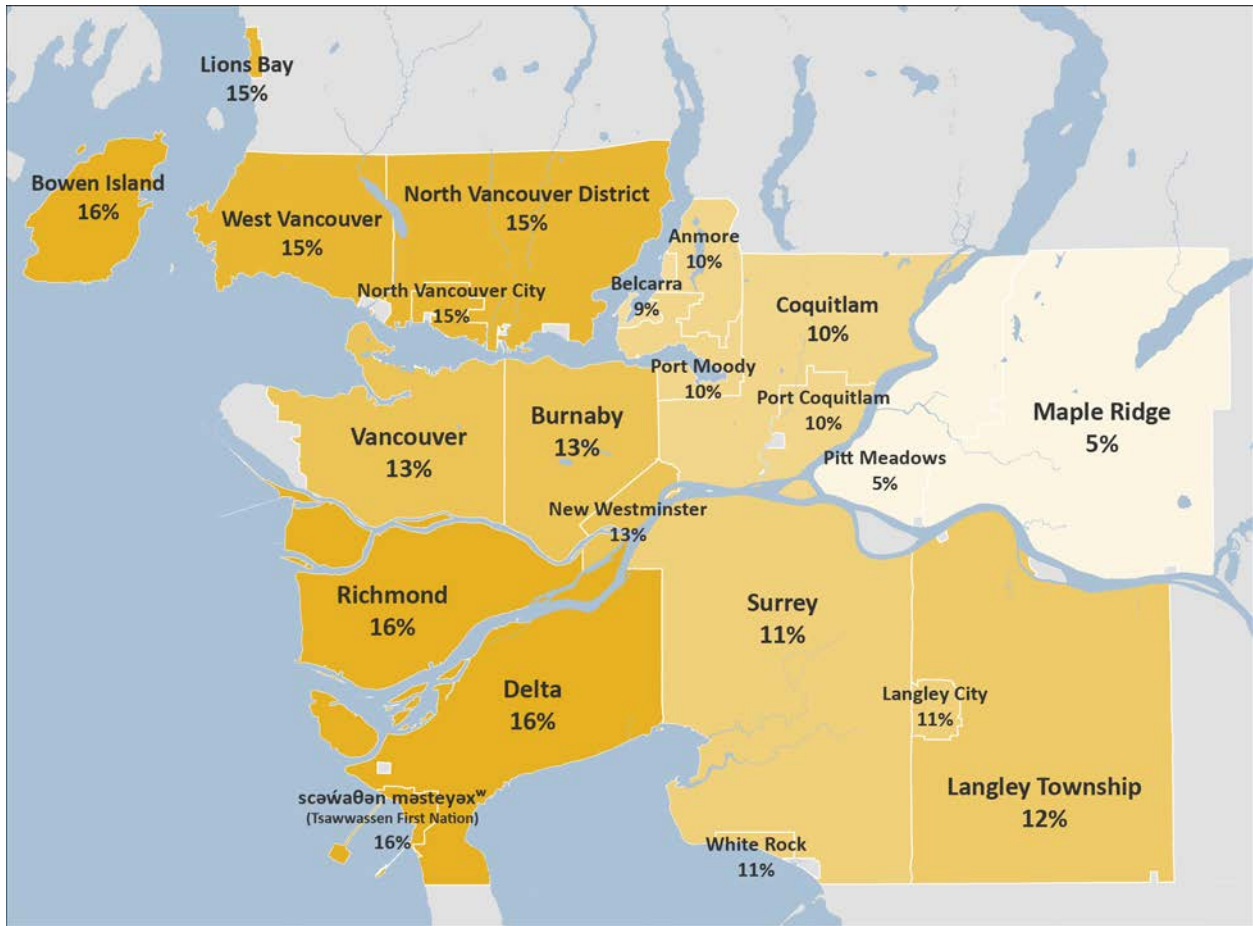 Lions Bay
15%
Bowen Island
16%
West Vancouver
15%
North Vancouver District
15%
North Vancouver City
15%
Anmore
10%
Belcarra
9%
Coquitlam
10%
Port Moody
10%
Port Coquitlam
10%
Vancouver
13%
Burnaby
13%
Maple Ridge
5%
Pitt Meadows
5%
New Westminster
13%
Richmond
16%
Surrey
11%
Delta
16%
Langley City
11%
Langley Township
12%
scəẃaθən məsteyəxʷ
(Tsawwassen First Nation)
16%
White Rock
11%